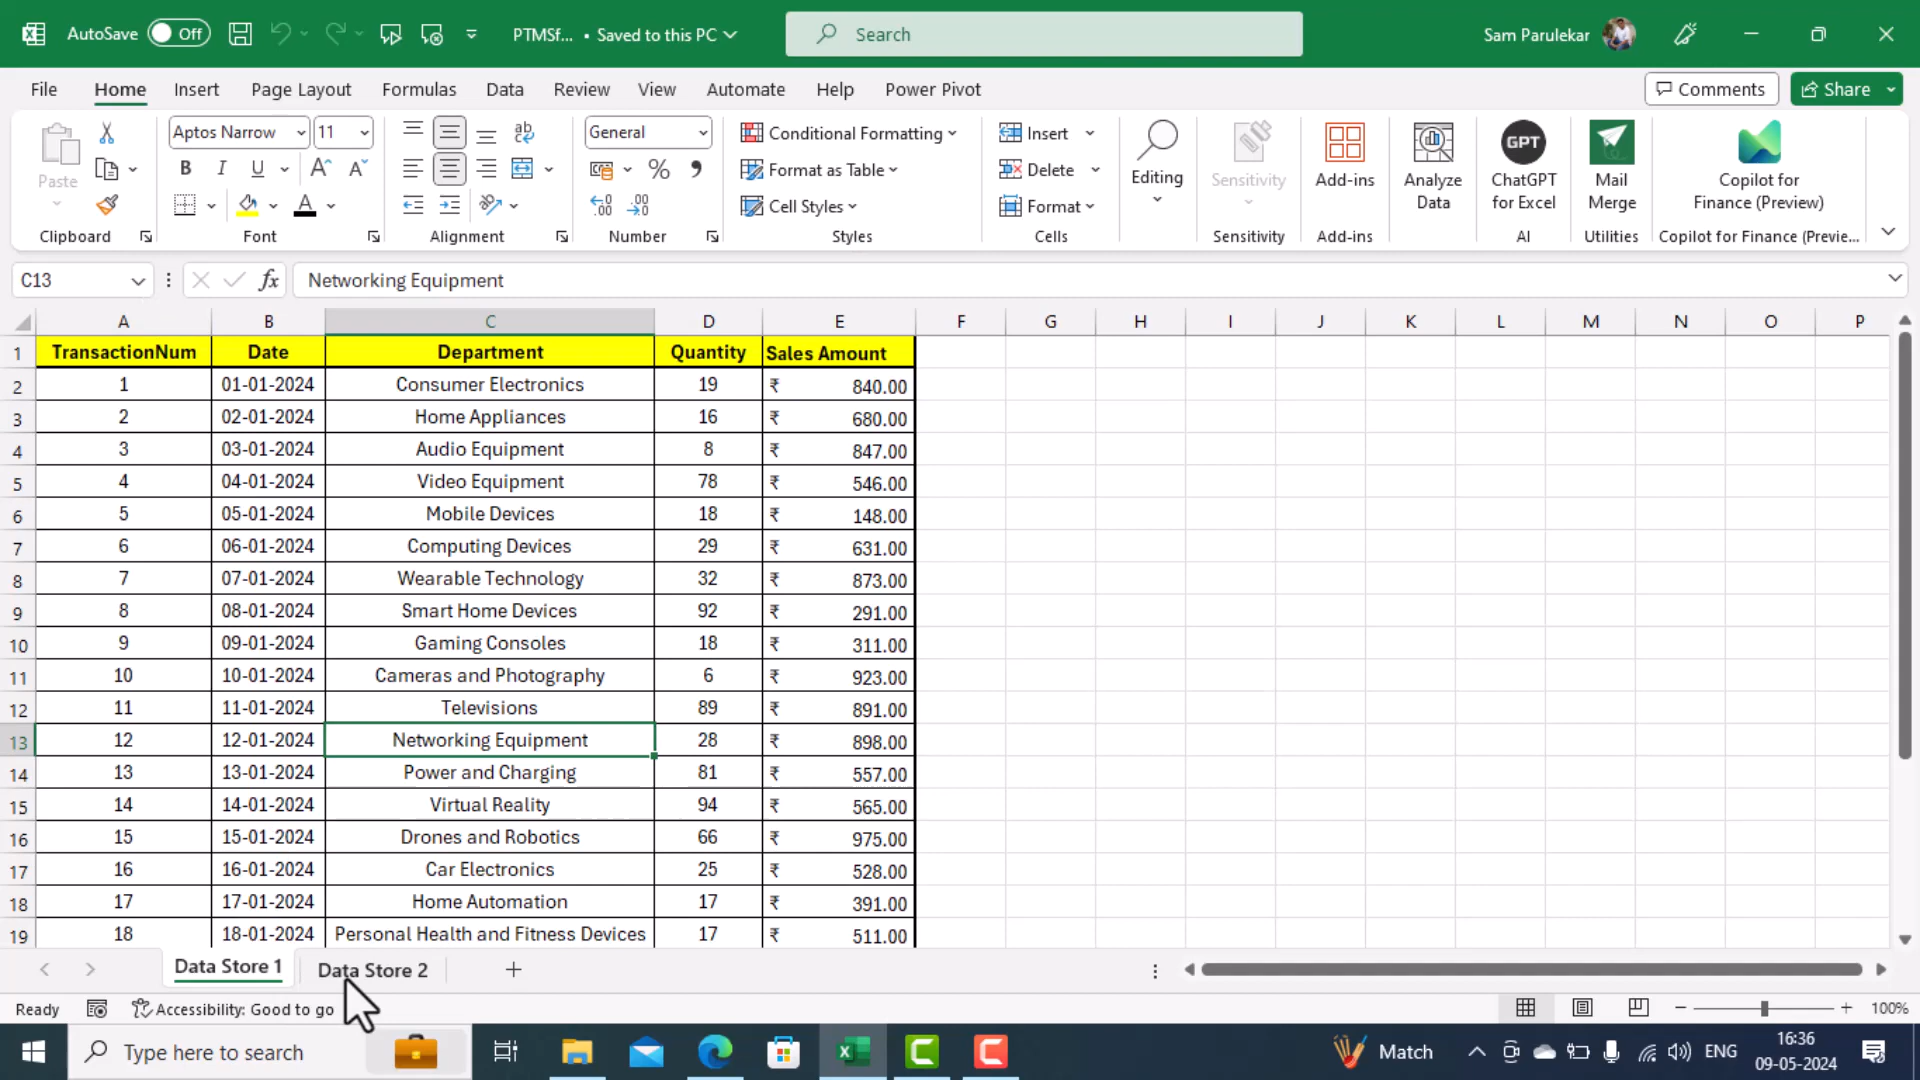 AutoSave Off PTMSf... • Saved to this PC Search Sam Parulekar
File Home Insert Page Layout Formulas Data Review View Automate Help Power Pivot Comments Share
Paste Aptos Narrow 11 General Conditional Formatting Format as Table Cell Styles Insert Delete Format Editing Sensitivity Add-ins Analyze Data ChatGPT for Excel Mail Merge Copilot for Finance (Preview)
Clipboard Font Alignment Number Styles Cells Sensitivity Add-ins AI Utilities Copilot for Finance (Previe...
C13 fx Networking Equipment
A B C D E F G H I J K L M N O P
1 TransactionNum Date Department Quantity Sales Amount
2 1 01-01-2024 Consumer Electronics 19 ₹ 840.00
3 2 02-01-2024 Home Appliances 16 ₹ 680.00
4 3 03-01-2024 Audio Equipment 8 ₹ 847.00
5 4 04-01-2024 Video Equipment 78 ₹ 546.00
6 5 05-01-2024 Mobile Devices 18 ₹ 148.00
7 6 06-01-2024 Computing Devices 29 ₹ 631.00
8 7 07-01-2024 Wearable Technology 32 ₹ 873.00
9 8 08-01-2024 Smart Home Devices 92 ₹ 291.00
10 9 09-01-2024 Gaming Consoles 18 ₹ 311.00
11 10 10-01-2024 Cameras and Photography 6 ₹ 923.00
12 11 11-01-2024 Televisions 89 ₹ 891.00
13 12 12-01-2024 Networking Equipment 28 ₹ 898.00
14 13 13-01-2024 Power and Charging 81 ₹ 557.00
15 14 14-01-2024 Virtual Reality 94 ₹ 565.00
16 15 15-01-2024 Drones and Robotics 66 ₹ 975.00
17 16 16-01-2024 Car Electronics 25 ₹ 528.00
18 17 17-01-2024 Home Automation 17 ₹ 391.00
19 18 18-01-2024 Personal Health and Fitness Devices 17 ₹ 511.00
Data Store 1 Data Store 2
Ready Accessibility: Good to go 100%
Type here to search Match ENG 16:36
09-05-2024